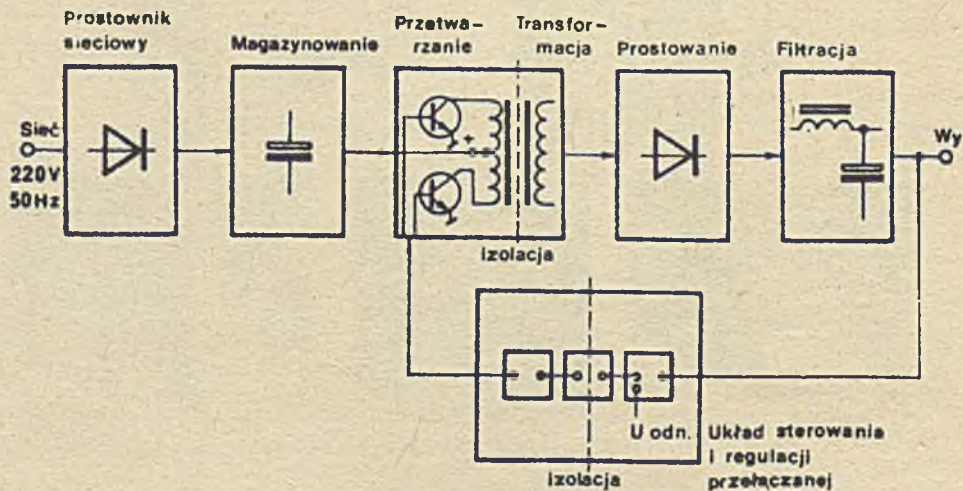 Prostownik
sieciowy
Magazynowanie
Przetwa-
rzanie
Transfor-
macja
Prostowanie
Filtracja
Sieć
220V
50Hz
+
Wy
izolacja
U odn.
Układ sterowania
i regulacji
przełączanej
izolacja